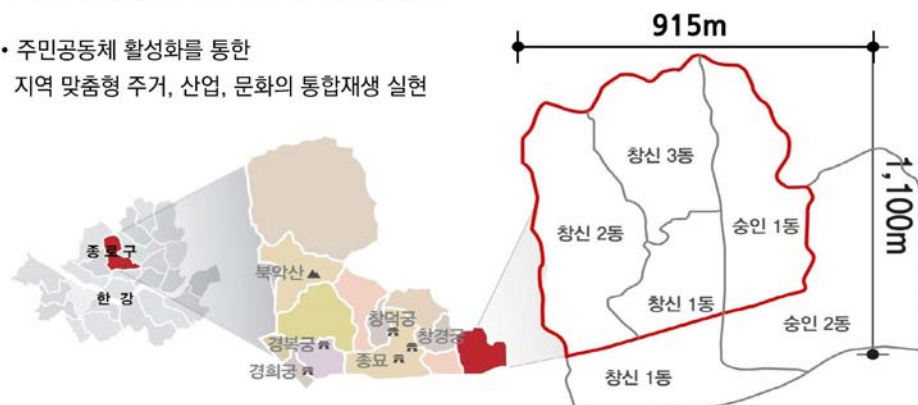 • 주민공동체 활성화를 통한
지역 맞춤형 주거, 산업, 문화의 통합재생 실현
915m
1,100m
종로구
한 강
북악산
창덕궁
창경궁
경복궁
종묘
경희궁
창신 3동
창신 2동
숭인 1동
창신 1동
숭인 2동
창신 1동